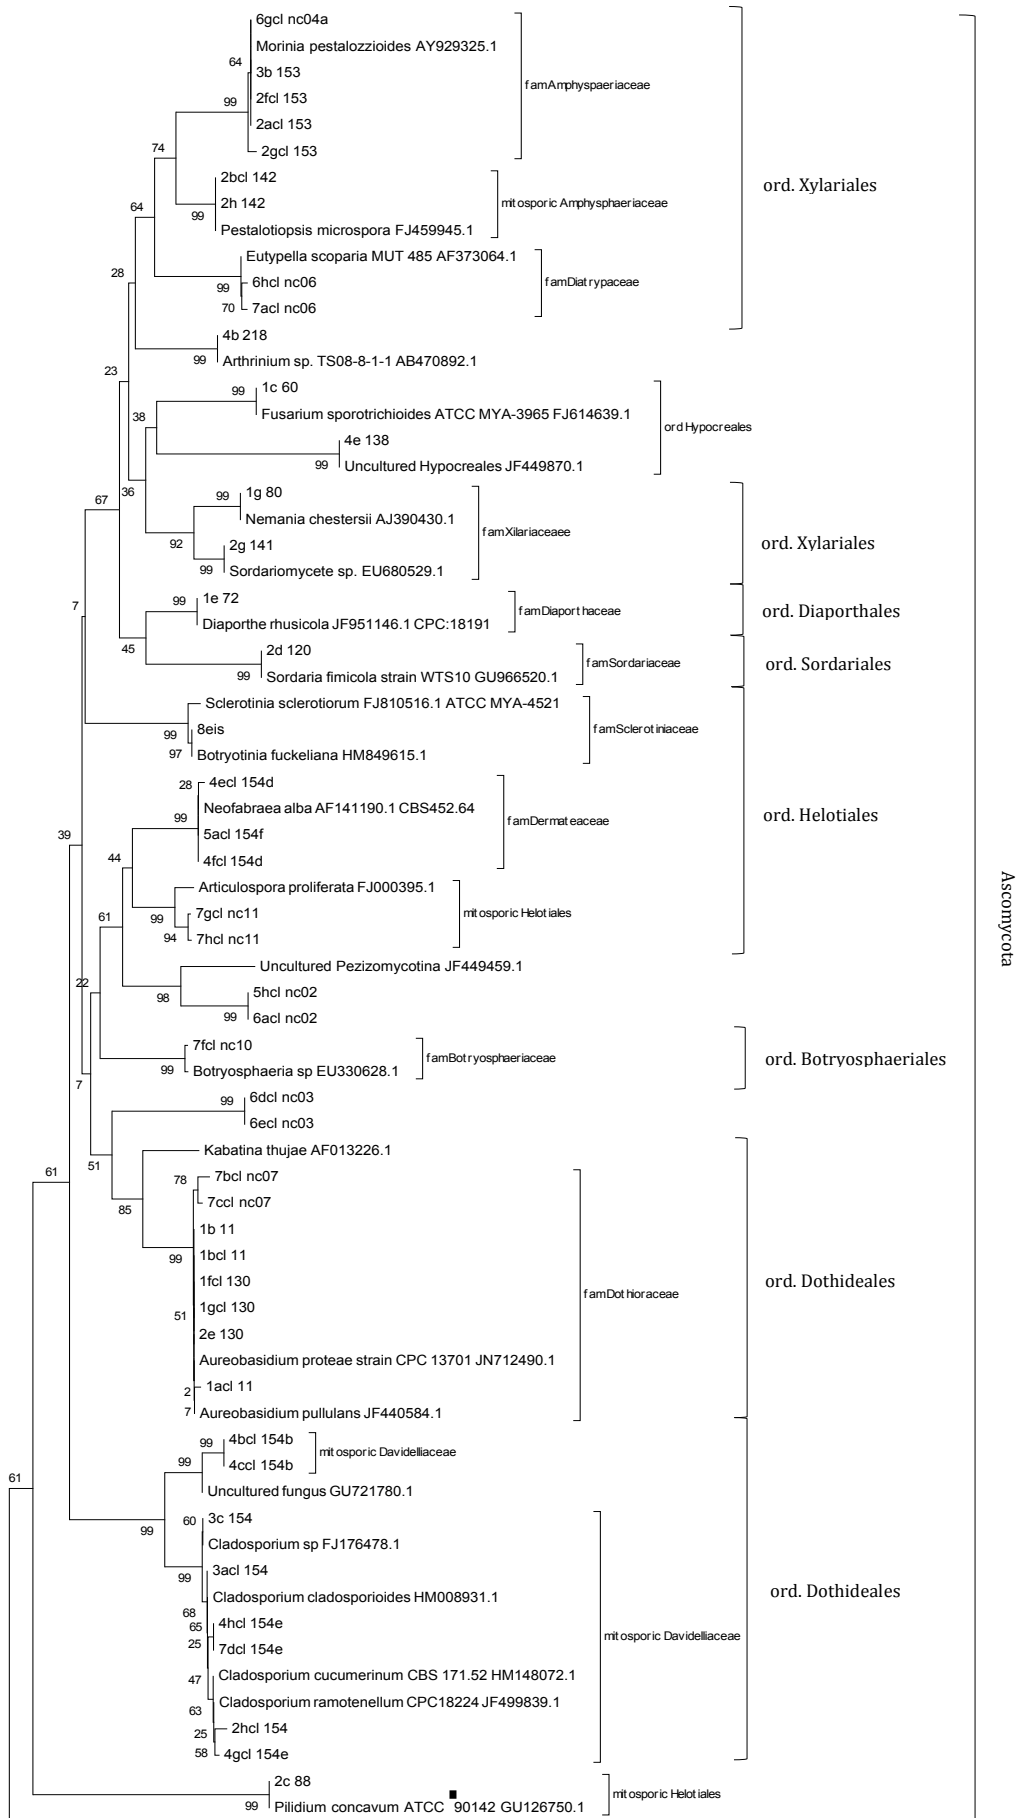 6gcl nc04a
Morinia pestalozzioides AY929325.1
64
3b 153
famAmphyspaeriaceae
2fcl 153
99
2acl 153
2gcl 153
74
2bcl 142
ord. Xylariales
2h 142
mitosporic Amphysphaeriaceae
64
99
Pestalotiopsis microspora FJ459945.1
Eutypella scoparia MUT 485 AF373064.1
28
6hcl nc06
famDiatrypaceae
99
70
7acl nc06
4b 218
99
Arthrinium sp. TS08-8-1-1 AB470892.1
23
99
1c 60
38
Fusarium sporotrichioides ATCC MYA-3965 FJ614639.1
ord Hypocreales
4e 138
99
Uncultured Hypocreales JF449870.1
36
67
99
1g 80
Nemania chestersii AJ390430.1
famXilariaceaee
92
2g 141
ord. Xylariales
99
Sordariomycete sp. EU680529.1
7
99
1e 72
famDiaporthaceae
ord. Diaporthales
Diaporthe rhusicola JF951146.1 CPC:18191
45
2d 120
famSordariaceae
ord. Sordariales
99
Sordaria fimicola strain WTS10 GU966520.1
Sclerotinia sclerotiorum FJ810516.1 ATCC MYA-4521
99
8eis
famSclerotiniaceae
97
Botryotinia fuckeliana HM849615.1
28
4ecl 154d
Neofabraea alba AF141190.1 CBS452.64
ord. Helotiales
99
famDermateaceae
39
5acl 154f
44
4fcl 154d
Ascomycota
Articulospora proliferata FJ000395.1
61
99
7gcl nc11
mitosporic Helotiales
94
7hcl nc11
Uncultured Pezizomycotina JF449459.1
22
98
5hcl nc02
99
6acl nc02
7fcl nc10
famBotryosphaeriaceae
ord. Botryosphaeriales
99
Botryosphaeria sp EU330628.1
7
99
6dcl nc03
6ecl nc03
Kabatina thujae AF013226.1
51
61
78
7bcl nc07
85
7ccl nc07
1b 11
99
1bcl 11
1fcl 130
ord. Dothideales
famDothioraceae
1gcl 130
51
2e 130
Aureobasidium proteae strain CPC 13701 JN712490.1
2
1acl 11
7
Aureobasidium pullulans JF440584.1
99
4bcl 154b
mitosporic Davidelliaceae
99
4ccl 154b
61
Uncultured fungus GU721780.1
99
60
3c 154
Cladosporium sp FJ176478.1
99
3acl 154
ord. Dothideales
Cladosporium cladosporioides HM008931.1
68
65
4hcl 154e
mitosporic Davidelliaceae
25
7dcl 154e
47
Cladosporium cucumerinum CBS 171.52 HM148072.1
63
Cladosporium ramotenellum CPC18224 JF499839.1
25
2hcl 154
58
4gcl 154e
2c 88
mitosporic Helotiales
99
Pilidium concavum ATCC 90142 GU126750.1